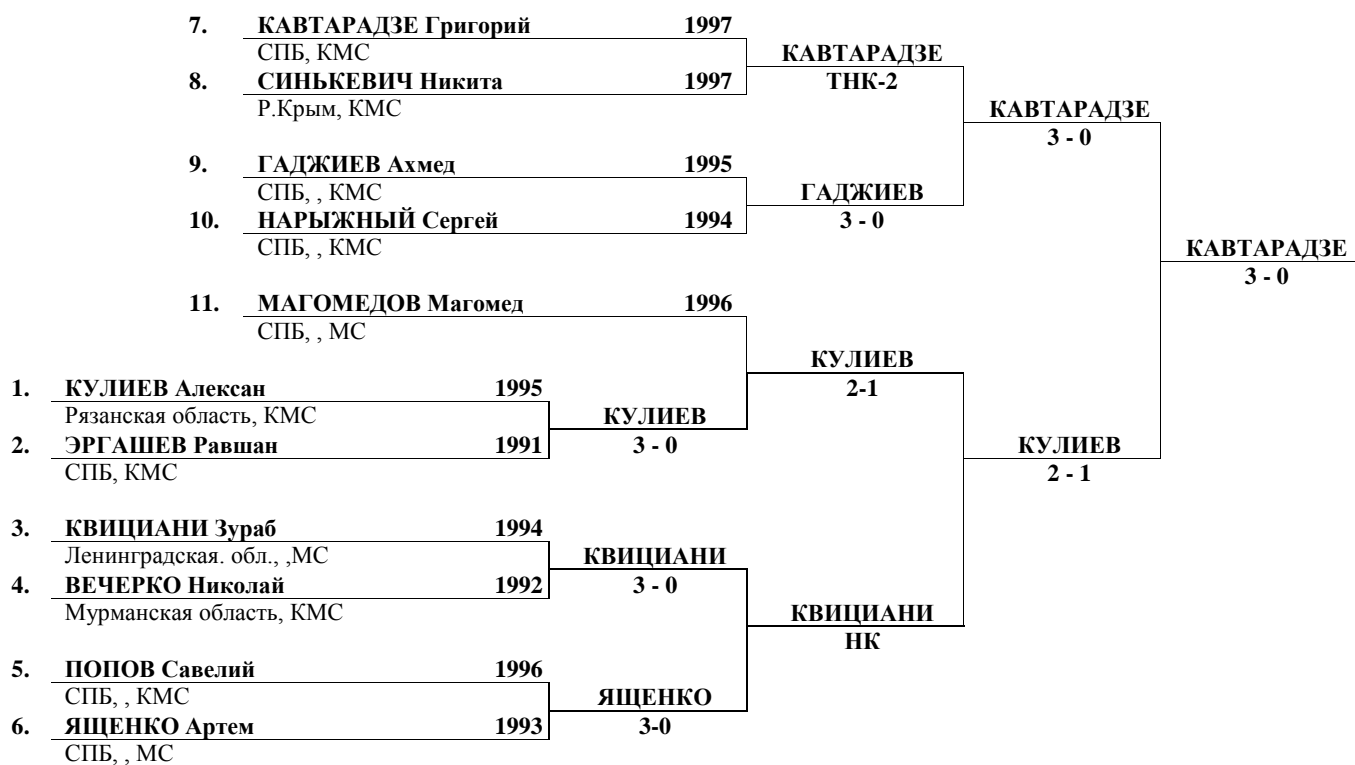 7. КАВТАРАДЗЕ Григорий 1997
СПБ, КМС
КАВТАРАДЗЕ
8. СИНЬКЕВИЧ Никита 1997
ТНК-2
Р.Крым, КМС
КАВТАРАДЗЕ
3 - 0
9. ГАДЖИЕВ Ахмед 1995
СПБ, , КМС
ГАДЖИЕВ
10. НАРЫЖНЫЙ Сергей 1994
3 - 0
СПБ, , КМС
КАВТАРАДЗЕ
3 - 0
11. МАГОМЕДОВ Магомед 1996
СПБ, , МС
КУЛИЕВ
2-1
1. КУЛИЕВ Алексан 1995
Рязанская область, КМС
КУЛИЕВ
2. ЭРГАШЕВ Равшан 1991
3 - 0
СПБ, КМС
КУЛИЕВ
2 - 1
3. КВИЦИАНИ Зураб 1994
Ленинградская. обл., ,МС
КВИЦИАНИ
4. ВЕЧЕРКО Николай 1992
3 - 0
Мурманская область, КМС
КВИЦИАНИ
НК
5. ПОПОВ Савелий 1996
СПБ, , КМС
ЯЩЕНКО
6. ЯЩЕНКО Артем 1993
3-0
СПБ, , МС